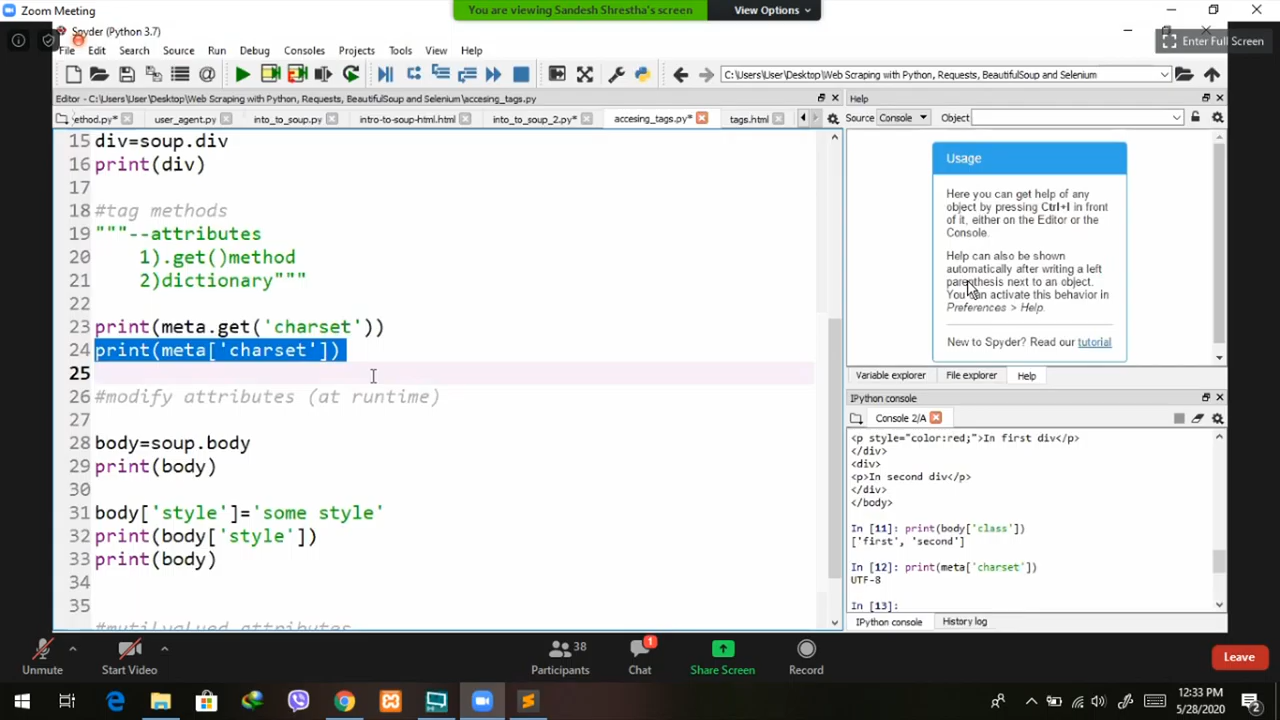 Zoom Meeting
You are viewing Sandesh Shrestha's screen
View Options
Spyder (Python 3.7)
Enter Full Screen
File Edit Search Source Run Debug Consoles Projects Tools View Help
C:\Users\User\Desktop\Web Scraping with Python, Requests, BeautifulSoup and Selenium
Editor - C:\Users\User\Desktop\Web Scraping with Python, Requests, BeautifulSoup and Selenium\accesing_tags.py
Help
ethod.py* user_agent.py into_to_soup.py intro-to-soup-html.html into_to_soup_2.py* accesing_tags.py* tags.html
Source Console Object
15 div=soup.div
16 print(div)
17
18 #tag methods
19 """--attributes
20 1).get()method
21 2)dictionary"""
22
23 print(meta.get('charset'))
24 print(meta['charset'])
25
26 #modify attributes (at runtime)
27
28 body=soup.body
29 print(body)
30
31 body['style']='some style'
32 print(body['style'])
33 print(body)
34
35
#mutilvalued attributes
Usage
Here you can get help of any
object by pressing Ctrl+I in front
of it, either on the Editor or the
Console.
Help can also be shown
automatically after writing a left
parenthesis next to an object.
You can activate this behavior in
Preferences > Help.
New to Spyder? Read our tutorial
Variable explorer File explorer Help
IPython console
Console 2/A
<p style="color:red;">In first div</p>
</div>
<div>
<p>In second div</p>
</div>
</body>
In [11]: print(body['class'])
['first', 'second']
In [12]: print(meta['charset'])
UTF-8
In [13]:
IPython console History log
Unmute
Start Video
38
Participants
1
Chat
Share Screen
Record
Leave
12:33 PM
5/28/2020
2